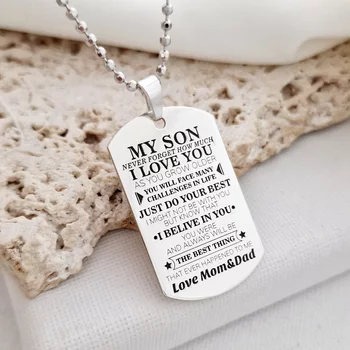 MY SON
NEVER FORGET HOW MUCH
I LOVE YOU
AS YOU GROW OLDER
YOU WILL FACE MANY
CHALLENGES IN LIFE
JUST DO YOUR BEST
I MIGHT NOT BE WITH YOU
BUT KNOW THAT
• I BELIVE IN YOU •
YOU WERE
AND ALWAYS WILL BE
THE BEST THING
THAT EVER HAPPENED TO ME
Love Mom&Dad